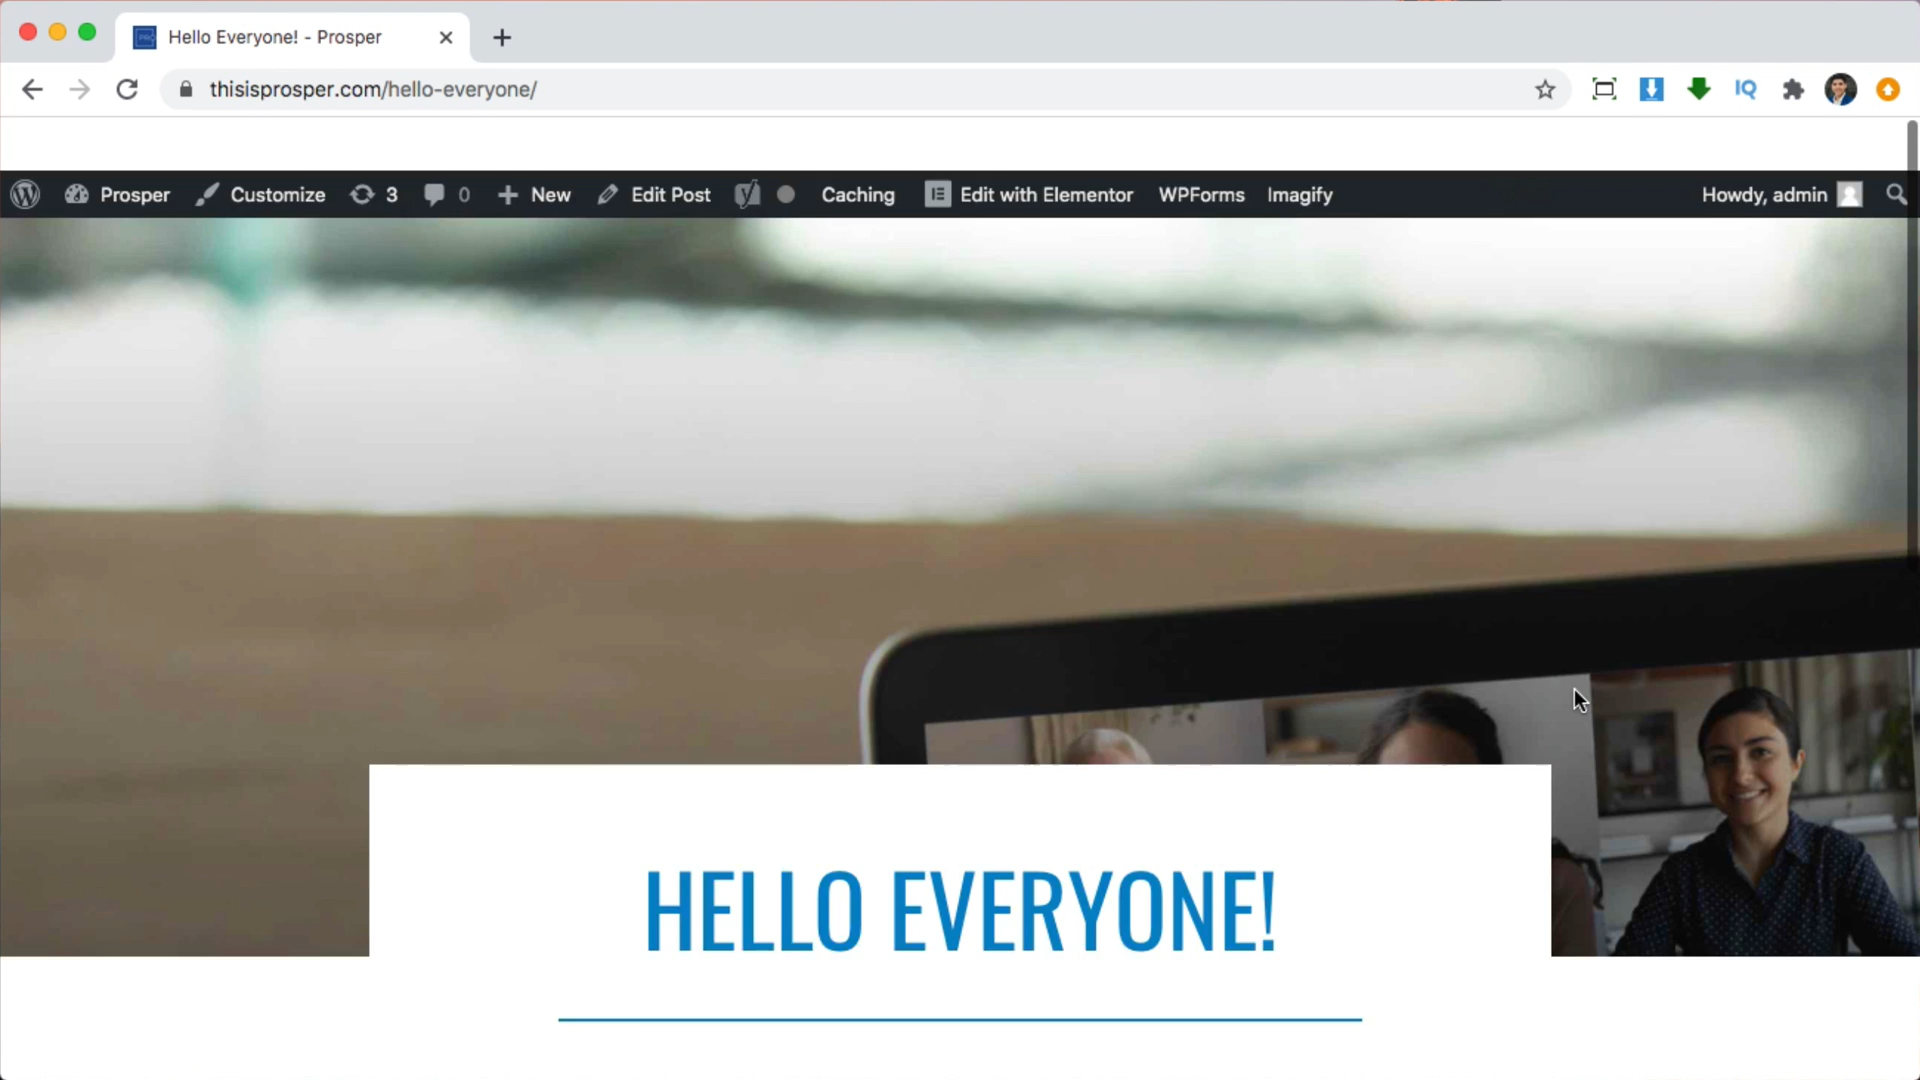 Hello Everyone! - Prosper
thisisprosper.com/hello-everyone/
IQ
Prosper Customize 3 0 New Edit Post Caching Edit with Elementor WPForms Imagify Howdy, admin
HELLO EVERYONE!